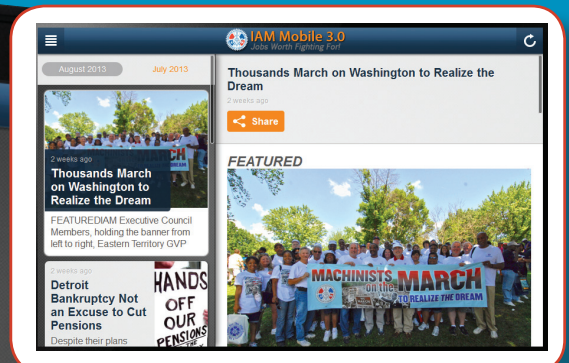 IAM Mobile 3.0
Jobs Worth Fighting For!
August 2013
July 2013
2 weeks ago
Thousands March
on Washington to
Realize the Dream
FEATUREDIAM Executive Council
Members, holding the banner from
left to right, Eastern Territory GVP
2 weeks ago
Detroit
Bankruptcy Not
an Excuse to Cut
Pensions
Despite their plans
HANDS
OFF
OUR
PENSIONS
Thousands March on Washington to Realize the
Dream
2 weeks ago
Share
FEATURED
MACHINISTS
on the
MARCH
TO REALIZE THE DREAM